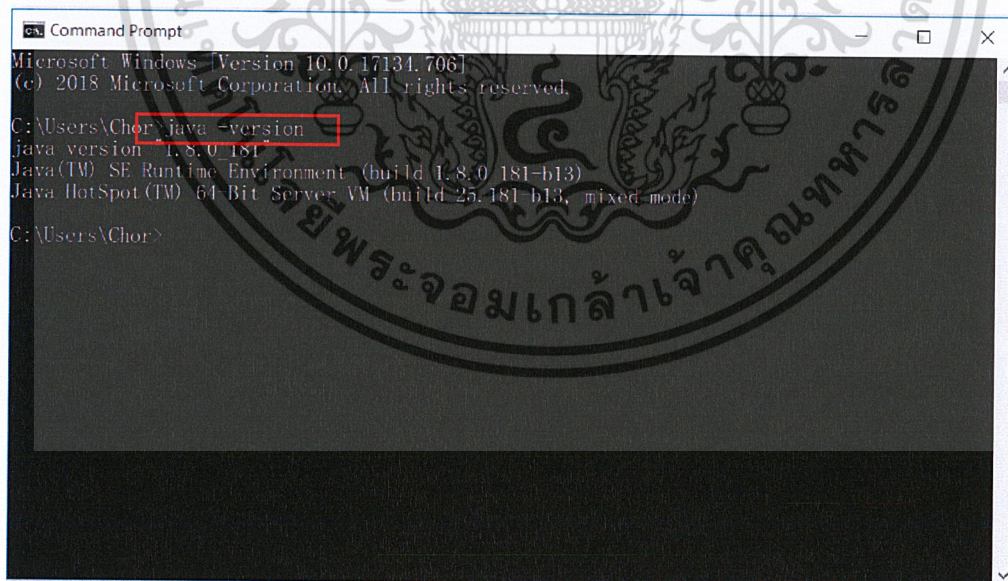 Command Prompt
Microsoft Windows [Version 10.0.17134.706]
(c) 2018 Microsoft Corporation. All rights reserved.
C:\Users\Chor>java -version
java version "1.8.0_181"
Java(TM) SE Runtime Environment (build 1.8.0_181-b13)
Java HotSpot(TM) 64-Bit Server VM (build 25.181-b13, mixed mode)
C:\Users\Chor>
พระจอมเกล้าเจ้าคุณทหารลา